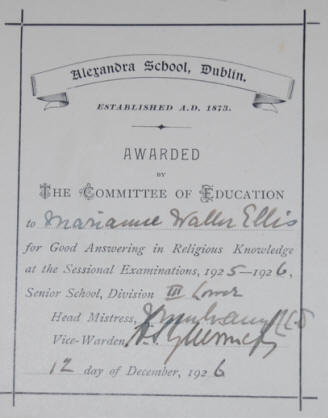 Alexandra School, Dublin.
ESTABLISHED A.D. 1873.
AWARDED
BY
THE COMMITTEE OF EDUCATION
to Marianne Waller Ellis
for Good Answering in Religious Knowledge
at the Sessional Examinations, 1925-1926,
Senior School, Division III Lower
Head Mistress,
Vice-Warden,
12 day of December, 1926